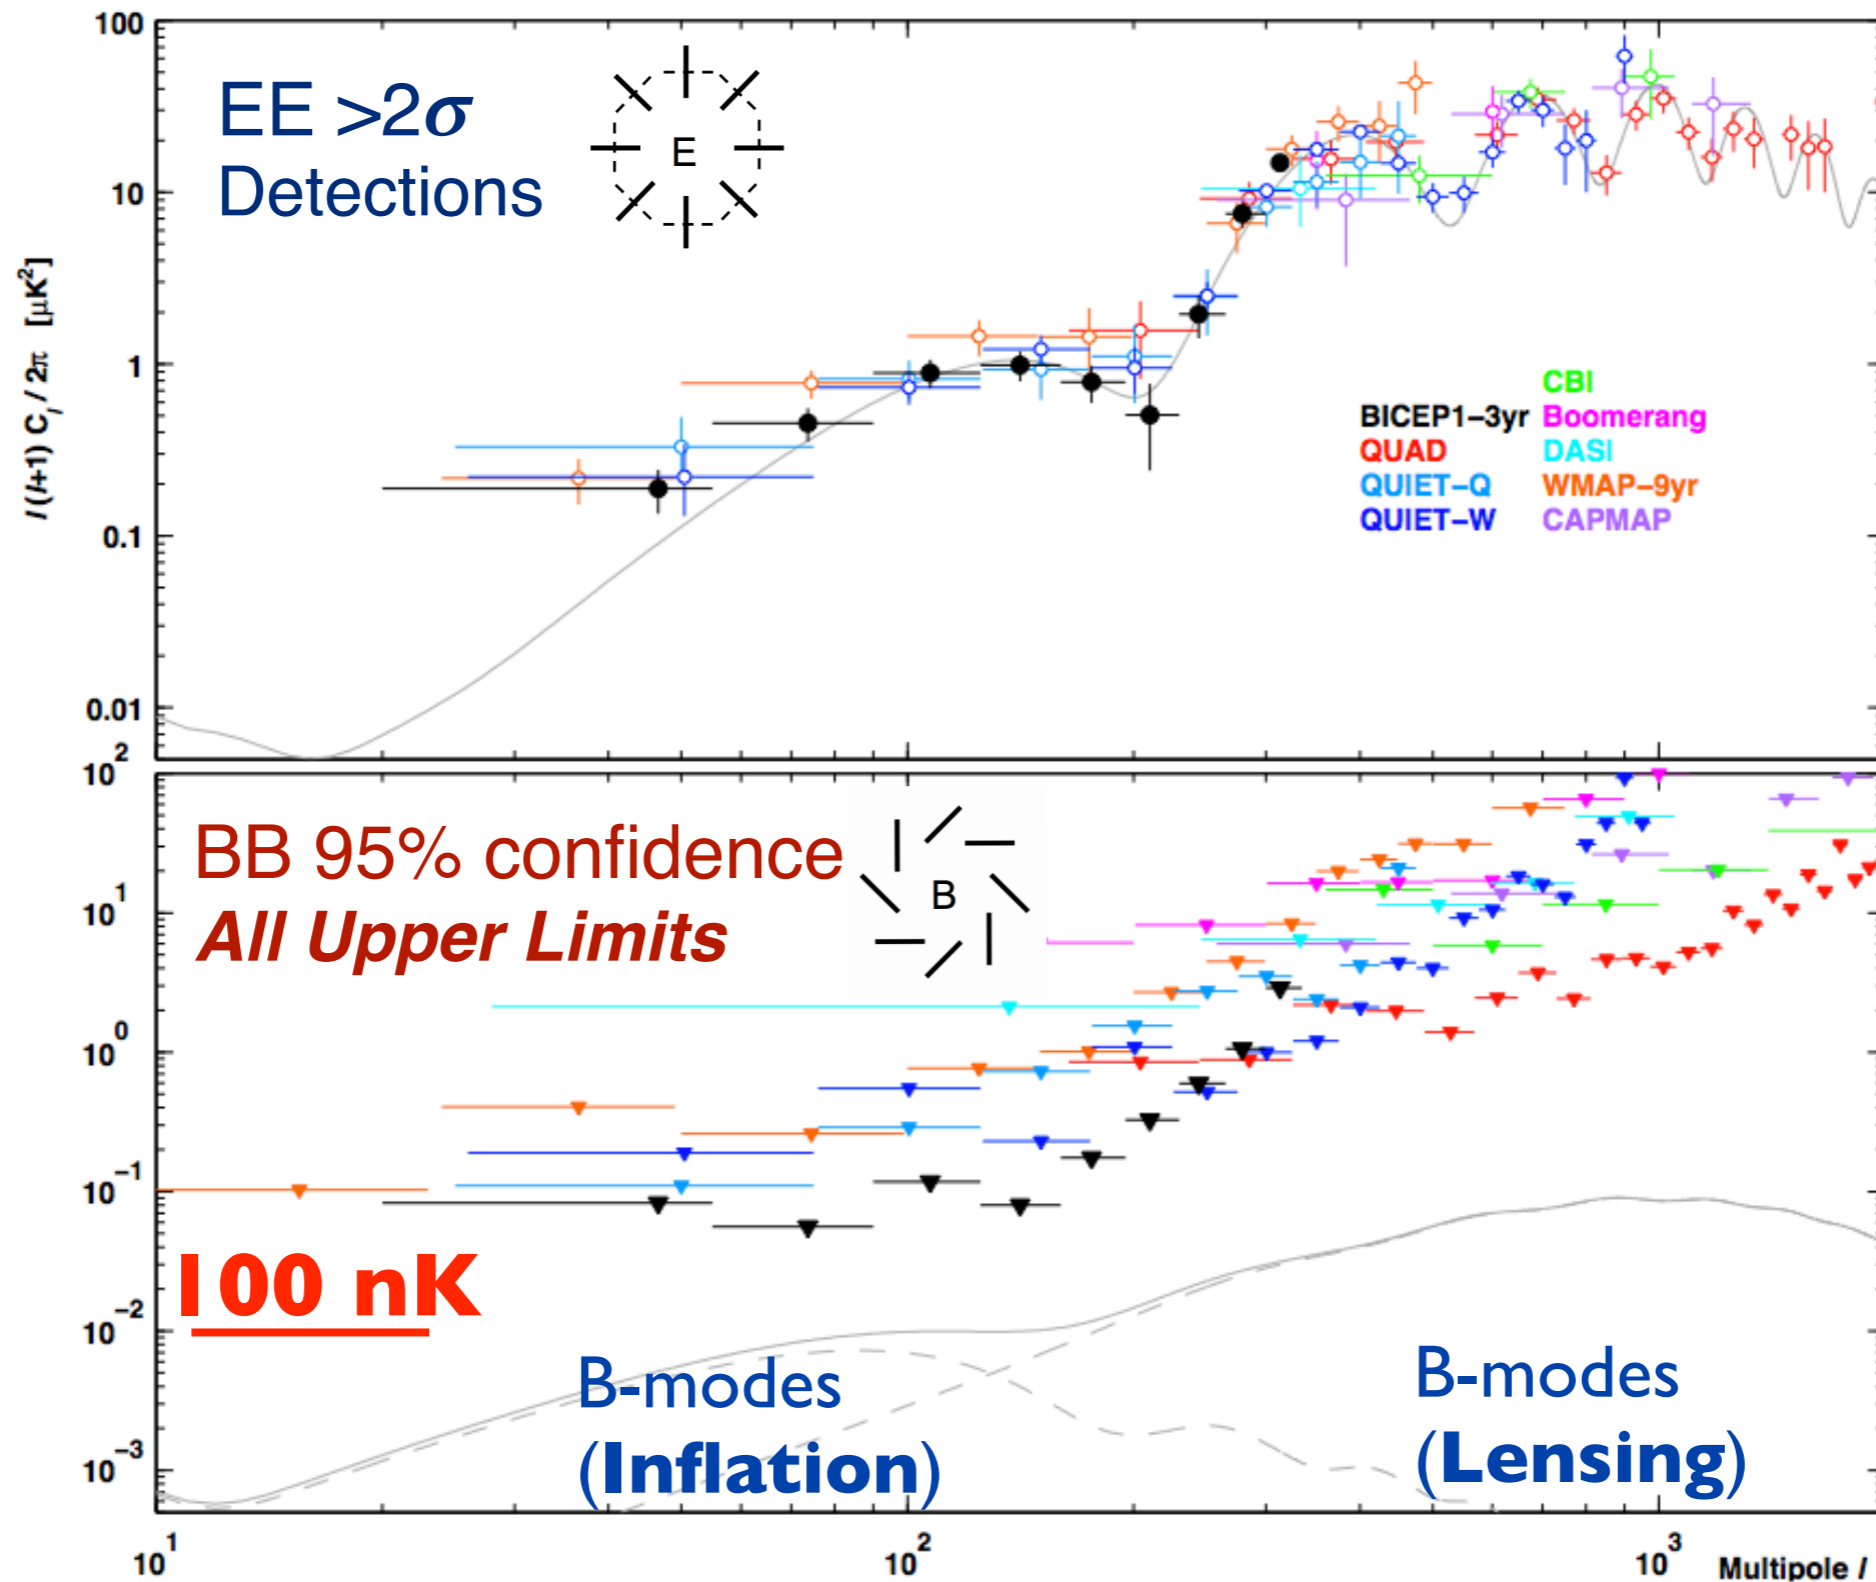 100
EE >2σ
Detections
E
10
l(l+1) C_l / 2π [μK²]
1
CBI
BICEP1–3yr Boomerang
QUAD DASI
QUIET–Q WMAP–9yr
QUIET–W CAPMAP
0.1
0.01
10²
BB 95% confidence
All Upper Limits
B
10¹
10⁰
10⁻¹
100 nK
10⁻²
B-modes
(Inflation)
B-modes
(Lensing)
10⁻³
10¹ 10² 10³
Multipole l